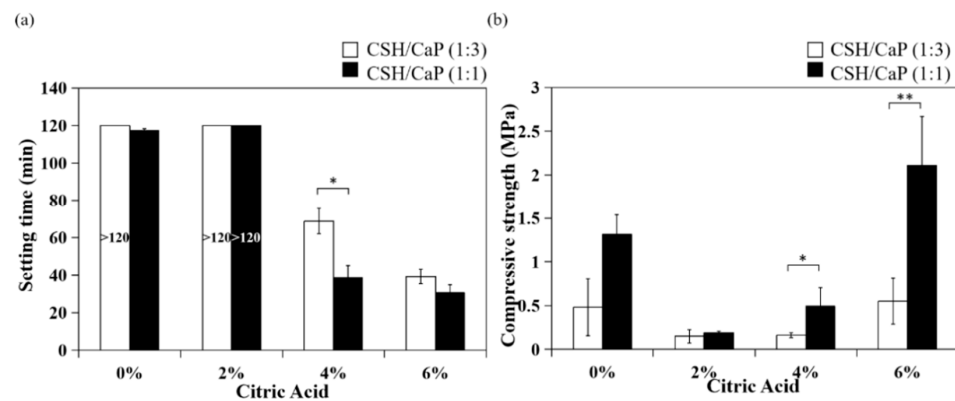 (a)
CSH/CaP (1:3)
CSH/CaP (1:1)
Setting time (min)
140
120
100
80
60
40
20
0
>120
>120
>120
*
0%
2%
4%
6%
Citric Acid
(b)
CSH/CaP (1:3)
CSH/CaP (1:1)
Compressive strength (MPa)
3
2.5
2
1.5
1
0.5
0
*
**
0%
2%
4%
6%
Citric Acid